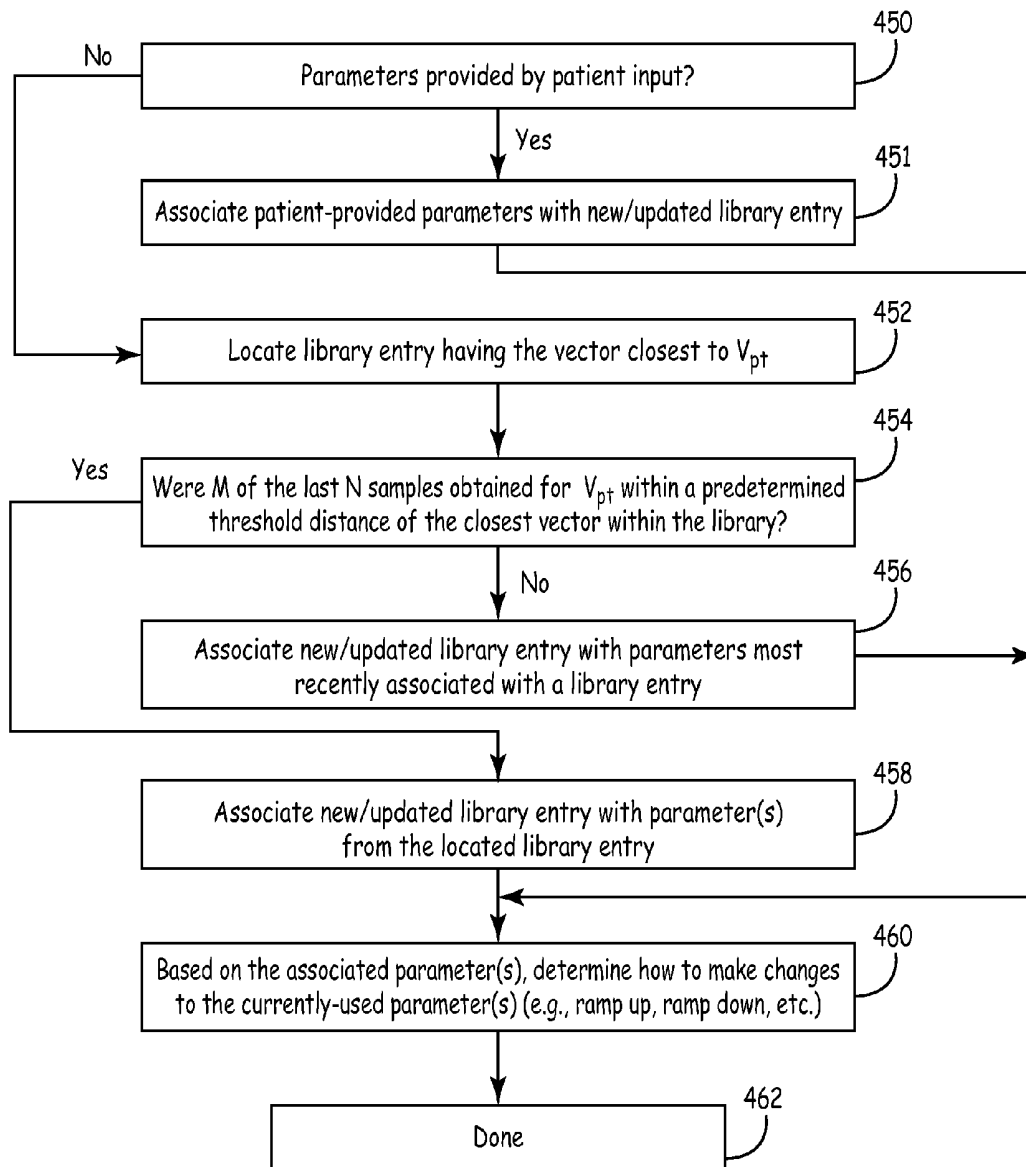 450
No
Parameters provided by patient input?
Yes
451
Associate patient-provided parameters with new/updated library entry
452
Locate library entry having the vector closest to Vpt
454
Yes
Were M of the last N samples obtained for Vpt within a predetermined
threshold distance of the closest vector within the library?
No
456
Associate new/updated library entry with parameters most
recently associated with a library entry
458
Associate new/updated library entry with parameter(s)
from the located library entry
460
Based on the associated parameter(s), determine how to make changes
to the currently-used parameter(s) (e.g., ramp up, ramp down, etc.)
462
Done